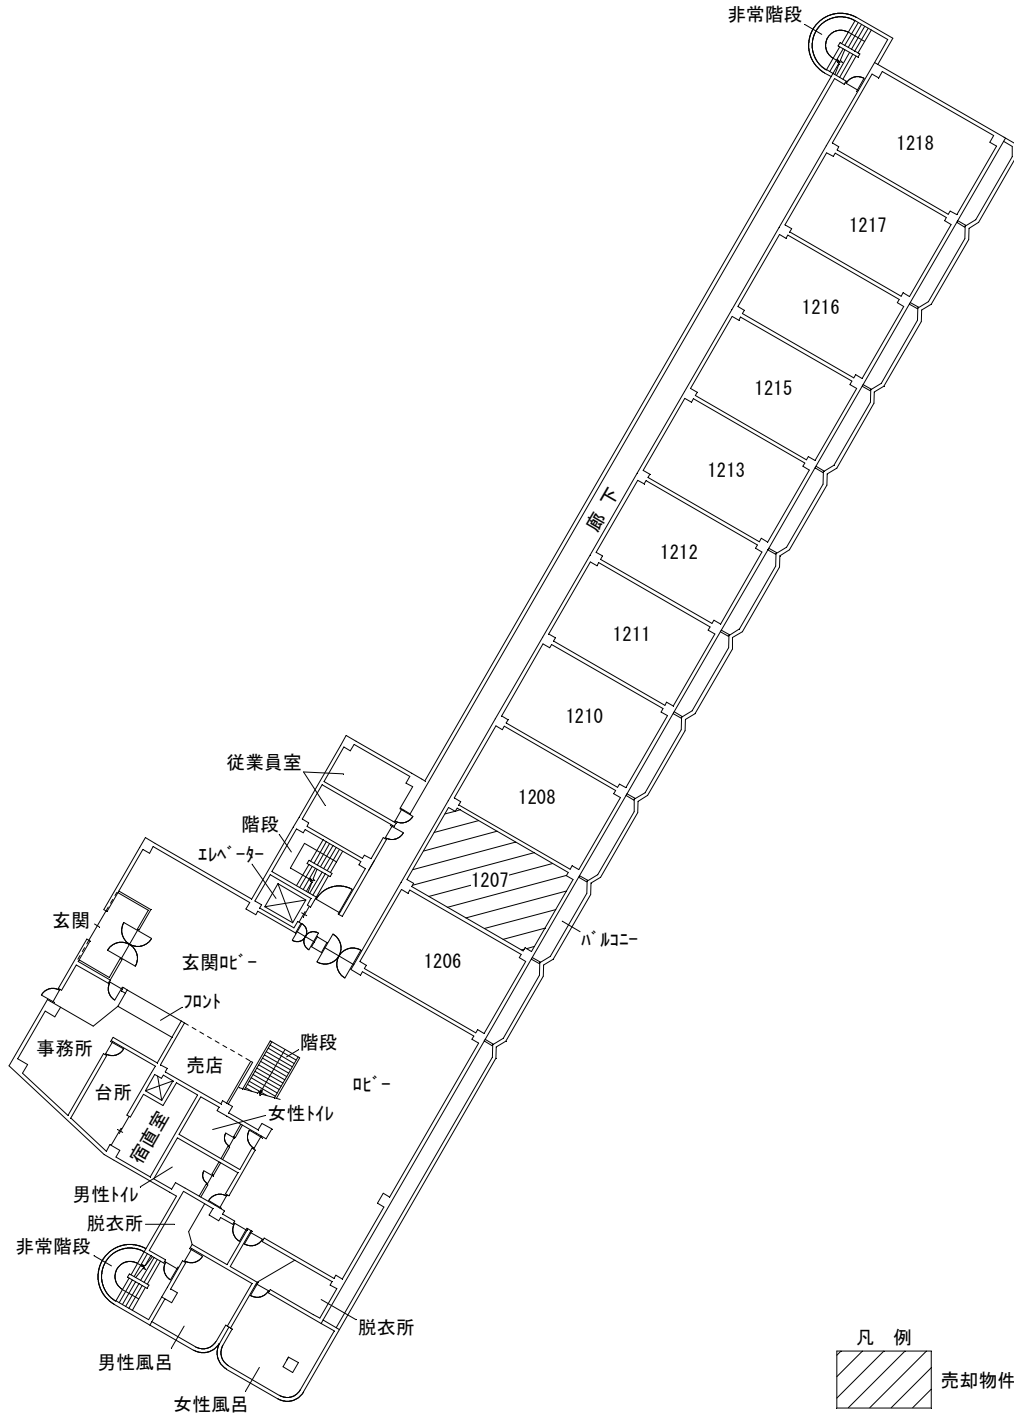 非常階段
1218
1217
1216
1215
1213
廊下
1212
1211
1210
従業員室
1208
階段
ｴﾚﾍﾞｰﾀｰ
1207
玄関
ﾊﾞﾙｺﾆｰ
玄関ﾛﾋﾞｰ
1206
ﾌﾛﾝﾄ
事務所
階段
売店
ﾛﾋﾞｰ
台所
女性ﾄｲﾚ
宿直室
男性ﾄｲﾚ
脱衣所
非常階段
脱衣所
男性風呂
女性風呂
凡 例
売却物件